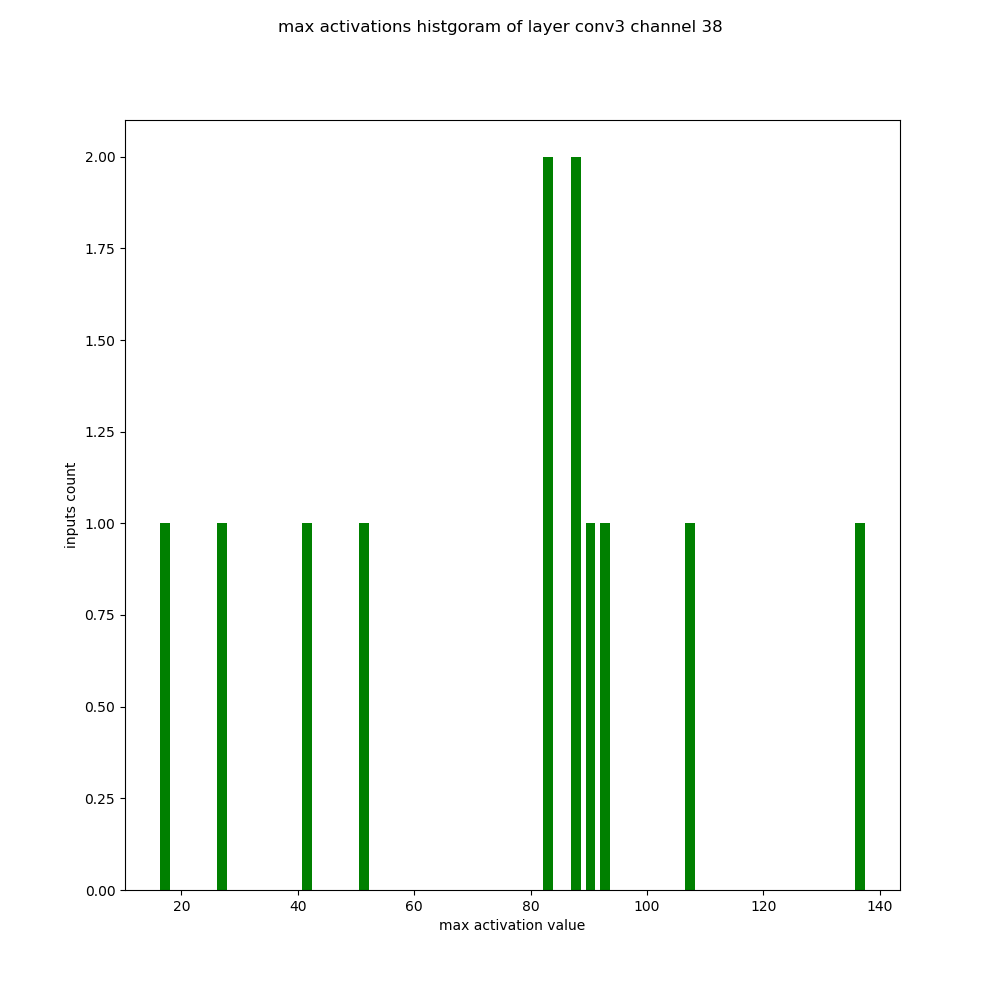 max activations histgoram of layer conv3 channel 38
2.00
1.75
1.50
1.25
1.00
0.75
0.50
0.25
0.00
inputs count
20 40 60 80 100 120 140
max activation value